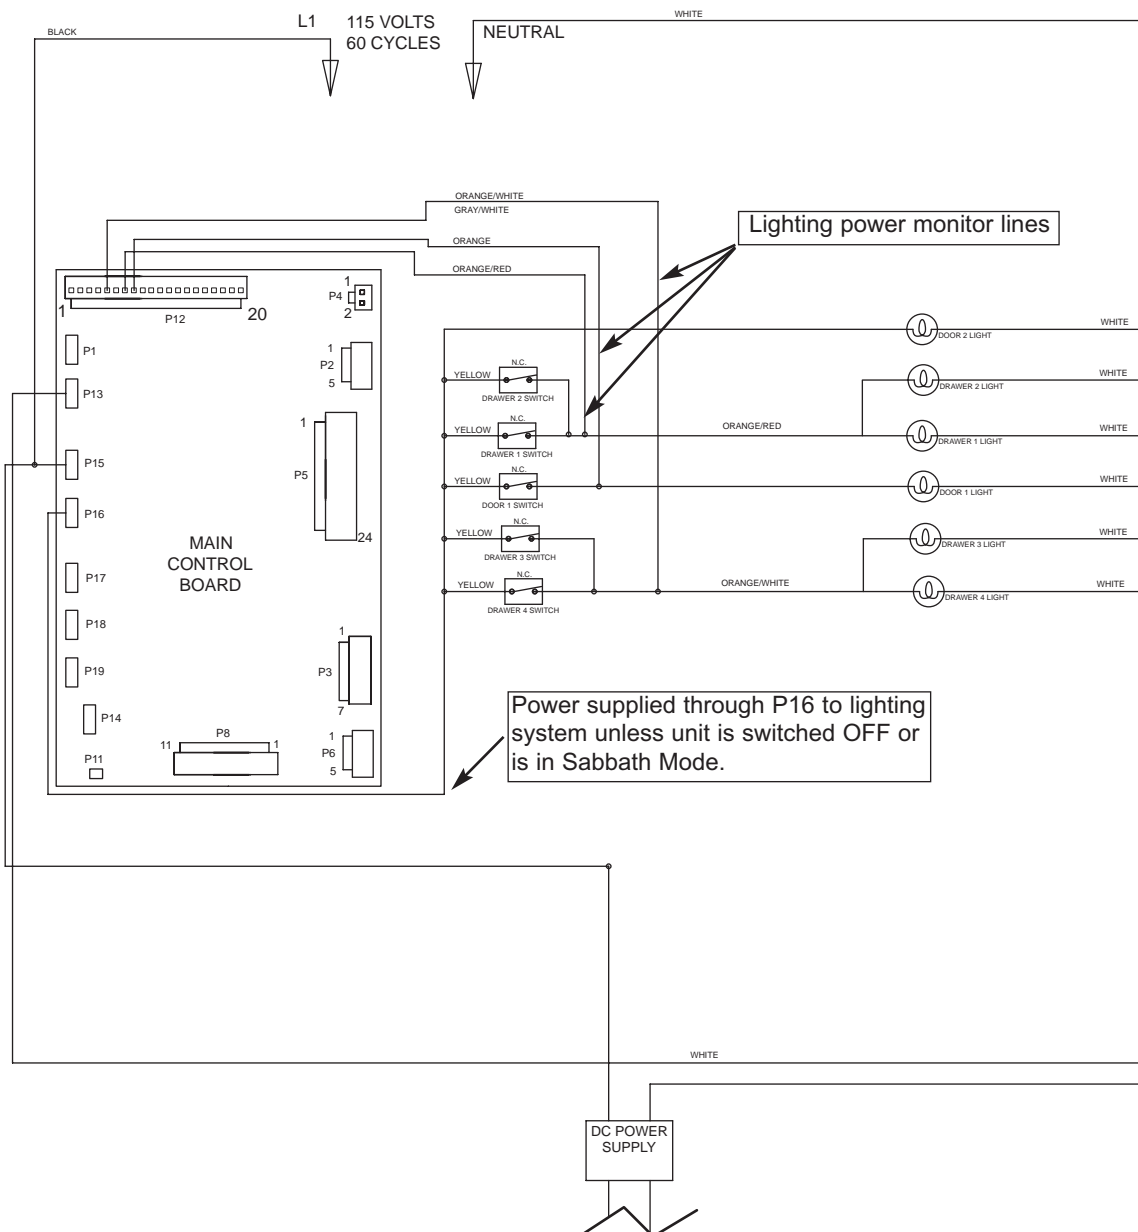 L1
115 VOLTS
60 CYCLES
NEUTRAL
WHITE
BLACK
ORANGE/WHITE
GRAY/WHITE
ORANGE
ORANGE/RED
Lighting power monitor lines
1
P12
20
1
P4
2
P1
P13
P15
P16
P17
P18
P19
P14
P11
1
P2
5
1
P5
24
MAIN
CONTROL
BOARD
1
P3
7
11
P8
1
1
P6
5
DOOR 2 LIGHT
WHITE
YELLOW
N.C.
DRAWER 2 SWITCH
DRAWER 2 LIGHT
WHITE
YELLOW
N.C.
DRAWER 1 SWITCH
ORANGE/RED
DRAWER 1 LIGHT
WHITE
YELLOW
N.C.
DOOR 1 SWITCH
DOOR 1 LIGHT
WHITE
YELLOW
N.C.
DRAWER 3 SWITCH
DRAWER 3 LIGHT
WHITE
YELLOW
N.C.
DRAWER 4 SWITCH
ORANGE/WHITE
DRAWER 4 LIGHT
WHITE
Power supplied through P16 to lighting
system unless unit is switched OFF or
is in Sabbath Mode.
WHITE
DC POWER
SUPPLY